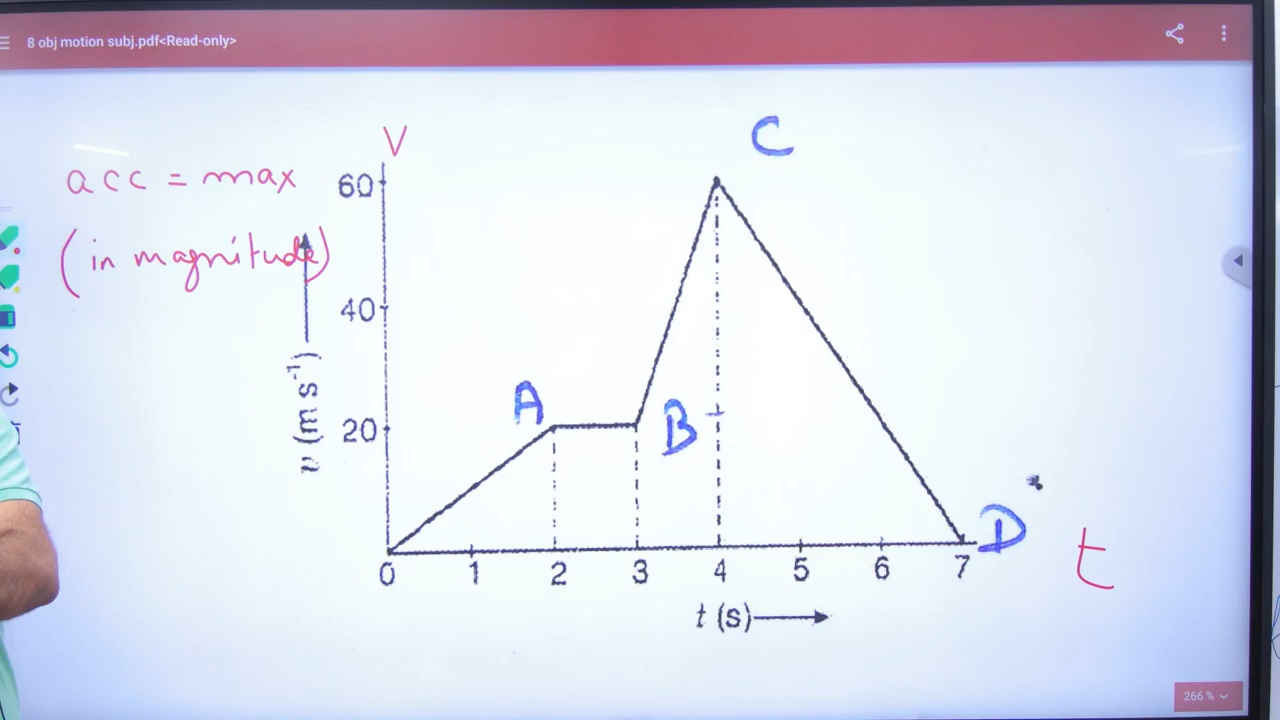 8 obj motion subj.pdf<Read-only>
V
C
acc = max
(in magnitude)
60
40
20
v (m s⁻¹)
A
B
D
t
0 1 2 3 4 5 6 7
t (s)
266 %